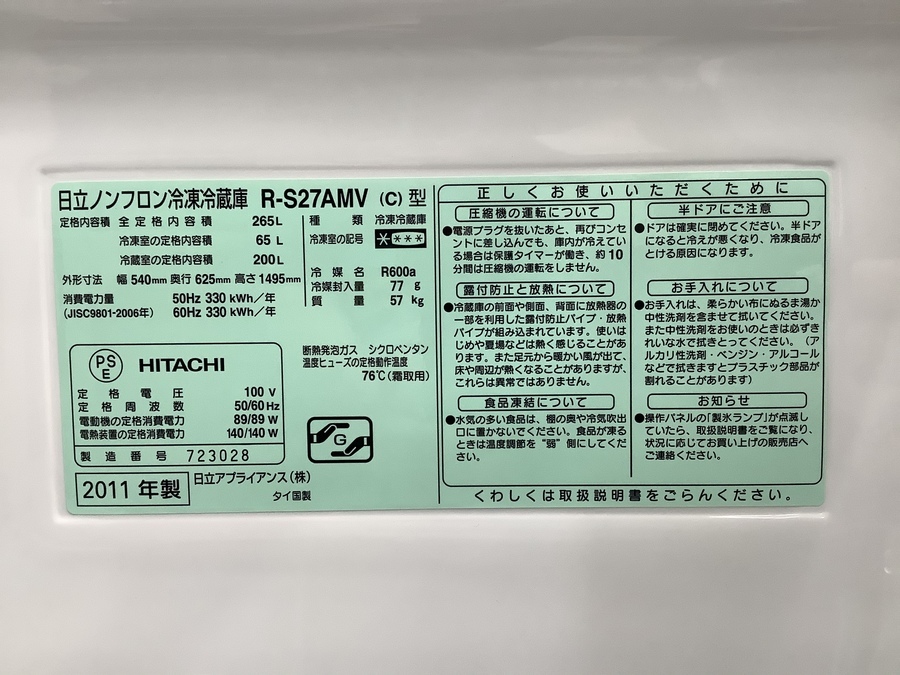 日立ノンフロン冷凍冷蔵庫 R-S27AMV (C) 型
定格内容積 全定格内容積 265L
冷凍室の定格内容積 65L
冷蔵室の定格内容積 200L
外形寸法 幅540mm 奥行625mm 高さ1495mm
消費電力量 50Hz 330 kWh/年
(JISC9801-2006年) 60Hz 330 kWh/年
種類 冷凍冷蔵庫
冷凍室の記号 ****
冷媒名 R600a
冷媒封入量 77 g
質量 57 kg
PS
E
HITACHI
定格電圧 100 V
定格周波数 50/60 Hz
電動機の定格消費電力 89/89 W
電熱装置の定格消費電力 140/140 W
製造番号 723028
断熱発泡ガス シクロペンタン
温度ヒューズの定格動作温度
76℃(霜取用)
G
2011年製
日立アプライアンス(株)
タイ国製
正しくお使いいただくために
圧縮機の運転について
●電源プラグを抜いたあと、再びコンセ
ントに差し込んでも、庫内が冷えてい
る場合は保護タイマーが働き、約10
分間は圧縮機の運転をしません。
露付防止と放熱について
●冷蔵庫の前面や側面、背面に放熱器の
一部を利用した露付防止パイプ・放熱
パイプが組み込まれています。使いは
じめや夏場などは熱く感じることがあ
ります。また足元から暖かい風が出て、
床や周辺が熱くなることがありますが、
これらは異常ではありません。
食品凍結について
●水気の多い食品は、棚の奥や冷気吹出
口に置かないでください。食品が凍る
ときは温度調節を“弱”側にしてくだ
さい。
半ドアにご注意
●ドアは確実に閉めてください。半ドア
になると冷えが悪くなり、冷凍食品が
とける原因になります。
お手入れについて
●お手入れは、柔らかい布にぬるま湯か
中性洗剤を含ませて拭いてください。
また中性洗剤をお使いのときは必ずき
れいな水で拭きとってください。(ア
ルカリ性洗剤・ベンジン・アルコール
などで拭きますとプラスチック部品が
割れることがあります)
お知らせ
●操作パネルの「製氷ランプ」が点滅し
ていたら、取扱説明書をご覧になり、
状況に応じてお買い上げの販売店へ
ご連絡ください。
くわしくは取扱説明書をごらんください。